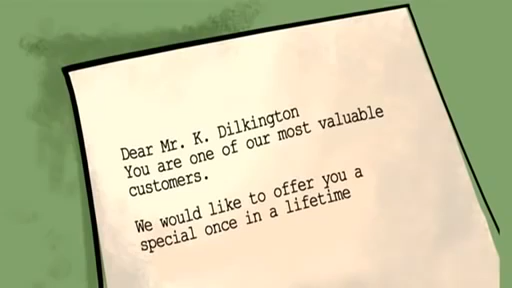 Dear Mr. K. Dilkington
You are one of our most valuable
customers.
We would like to offer you a
special once in a lifetime